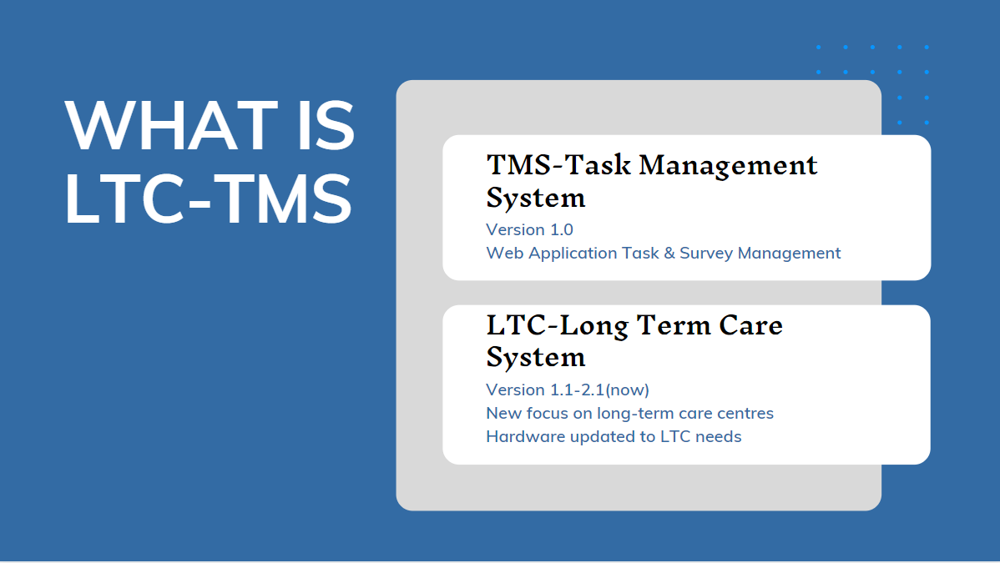 WHAT IS
LTC-TMS
TMS-Task Management
System
Version 1.0
Web Application Task & Survey Management
LTC-Long Term Care
System
Version 1.1-2.1(now)
New focus on long-term care centres
Hardware updated to LTC needs